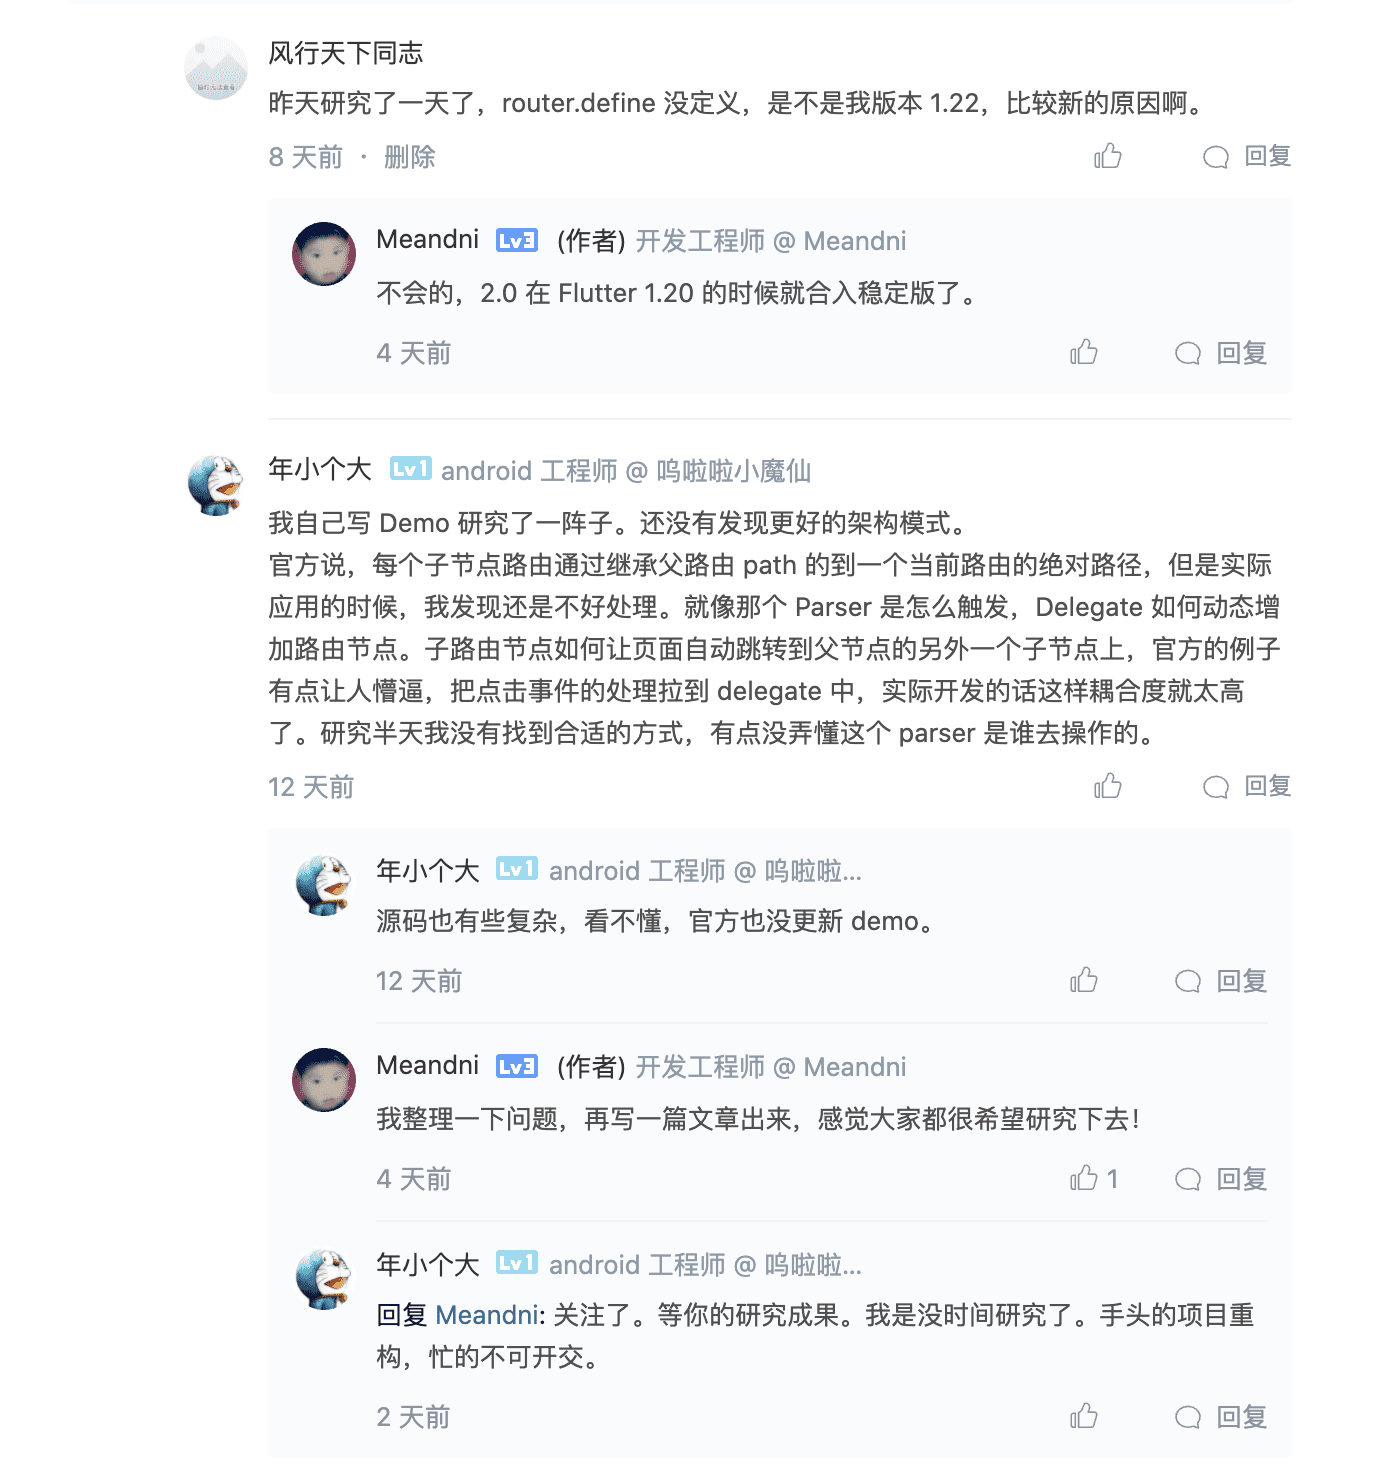 风行天下同志
昨天研究了一天了，router.define 没定义，是不是我版本 1.22，比较新的原因啊。
8 天前 · 删除
回复
Meandni Lv3 (作者) 开发工程师 @ Meandni
不会的，2.0 在 Flutter 1.20 的时候就合入稳定版了。
4 天前
回复
年小个大 Lv1 android 工程师 @ 呜啦啦小魔仙
我自己写 Demo 研究了一阵子。还没有发现更好的架构模式。
官方说，每个子节点路由通过继承父路由 path 的到一个当前路由的绝对路径，但是实际
应用的时候，我发现还是不好处理。就像那个 Parser 是怎么触发，Delegate 如何动态增
加路由节点。子路由节点如何让页面自动跳转到父节点的另外一个子节点上，官方的例子
有点让人懵逼，把点击事件的处理拉到 delegate 中，实际开发的话这样耦合度就太高
了。研究半天我没有找到合适的方式，有点没弄懂这个 parser 是谁去操作的。
12 天前
回复
年小个大 Lv1 android 工程师 @ 呜啦啦...
源码也有些复杂，看不懂，官方也没更新 demo。
12 天前
回复
Meandni Lv3 (作者) 开发工程师 @ Meandni
我整理一下问题，再写一篇文章出来，感觉大家都很希望研究下去！
4 天前
1 回复
年小个大 Lv1 android 工程师 @ 呜啦啦...
回复 Meandni: 关注了。等你的研究成果。我是没时间研究了。手头的项目重
构，忙的不可开交。
2 天前
回复